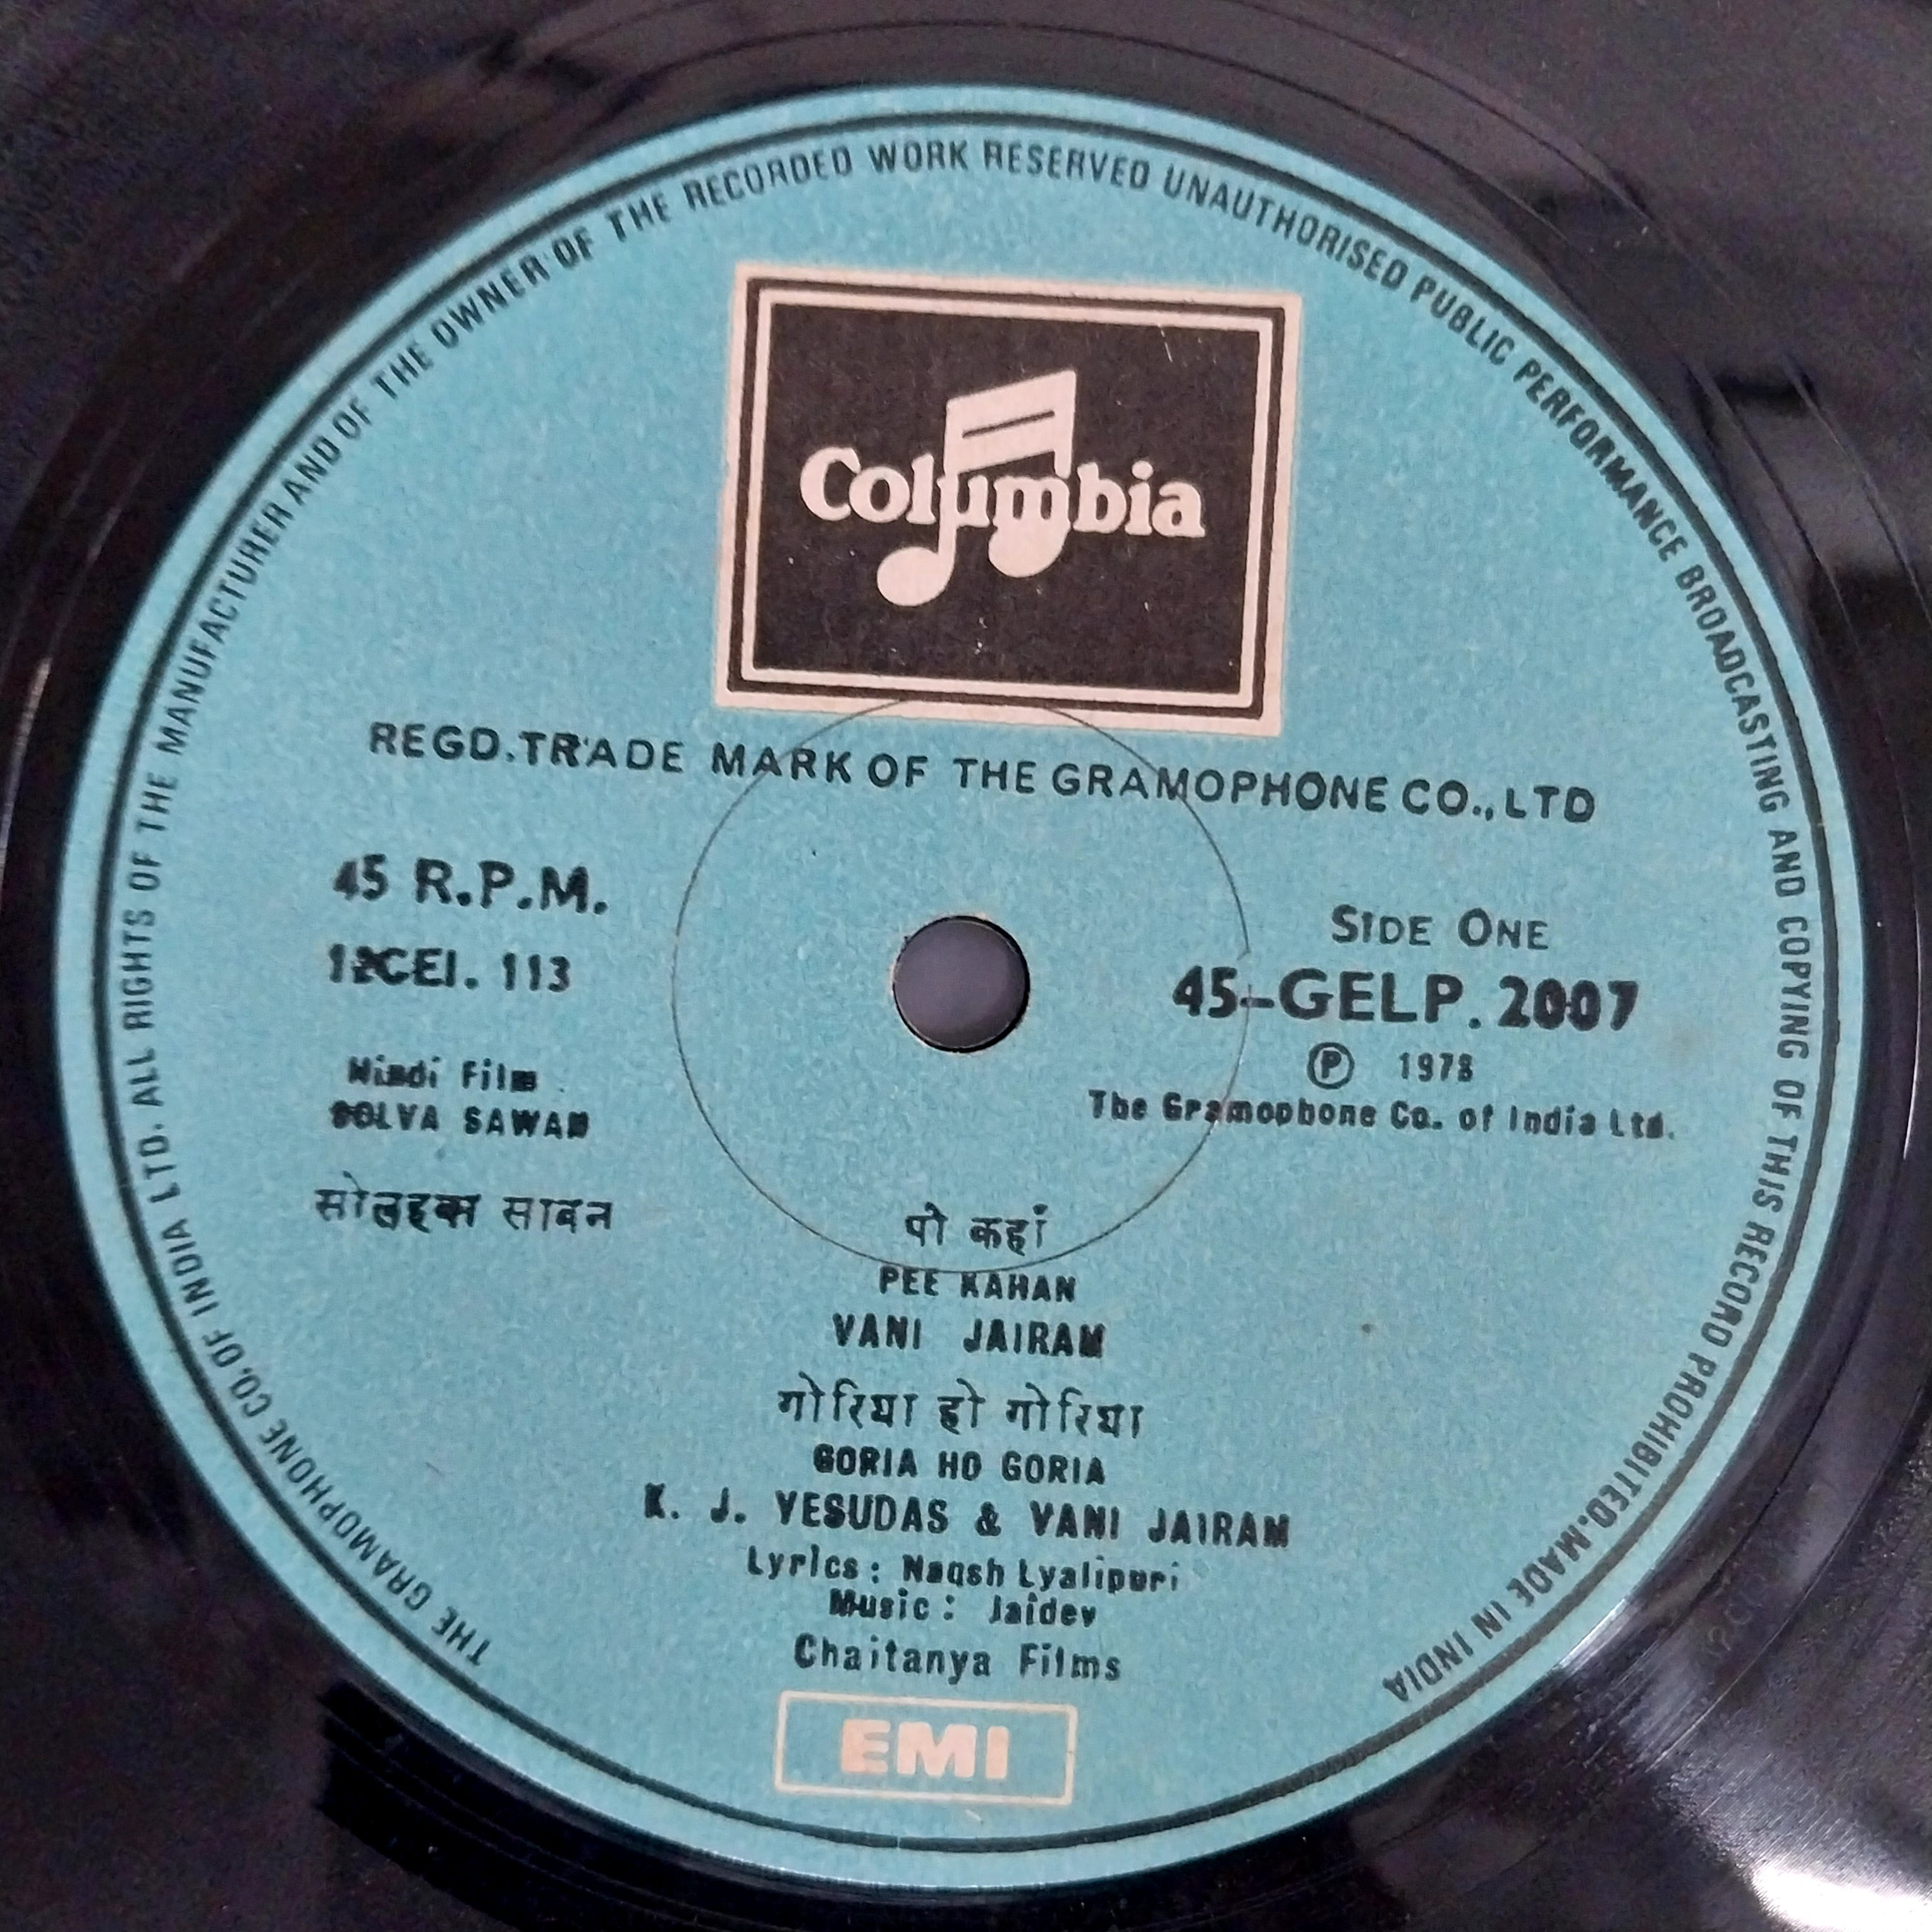 THE GRAMOPHONE CO. OF INDIA LTD. ALL RIGHTS OF THE MANUFACTURER AND OF THE OWNER OF THE RECORDED WORK RESERVED UNAUTHORISED PUBLIC PERFORMANCE BROADCASTING AND COPYING OF THIS RECORD PROHIBITED. MADE IN INDIA
Columbia
REGD. TRADE MARK OF THE GRAMOPHONE CO., LTD
45 R.P.M.
12CEI. 113
SIDE ONE
45-GELP. 2007
Ⓟ 1978
The Gramophone Co. of India Ltd.
Hindi Film
SOLVA SAWAN
सावन
पी कहां
PEE KAHAN
VANI JAIRAM
गोरिया हो गोरिया
GORIA HO GORIA
K. J. YESUDAS & VANI JAIRAM
Lyrics : Naqsh Lyalipuri
Music : Jaidev
Chaitanya Films
EMI